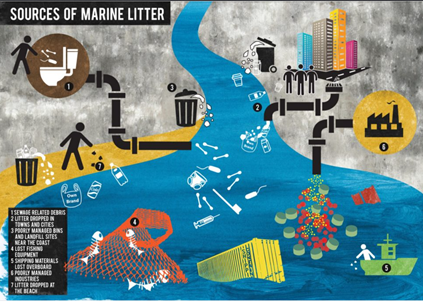 SOURCES OF MARINE LITTER
1
3
2
6
7
Own
Brand
4
5
1 SEWAGE RELATED DEBRIS
2 LITTER DROPPED IN
TOWNS AND CITIES
3 POORLY MANAGED BINS
AND LANDFILL SITES
NEAR THE COAST
4 LOST FISHING
EQUIPMENT
5 SHIPPING MATERIALS
LOST OVERBOARD
6 POORLY MANAGED
INDUSTRIES
7 LITTER DROPPED AT
THE BEACH